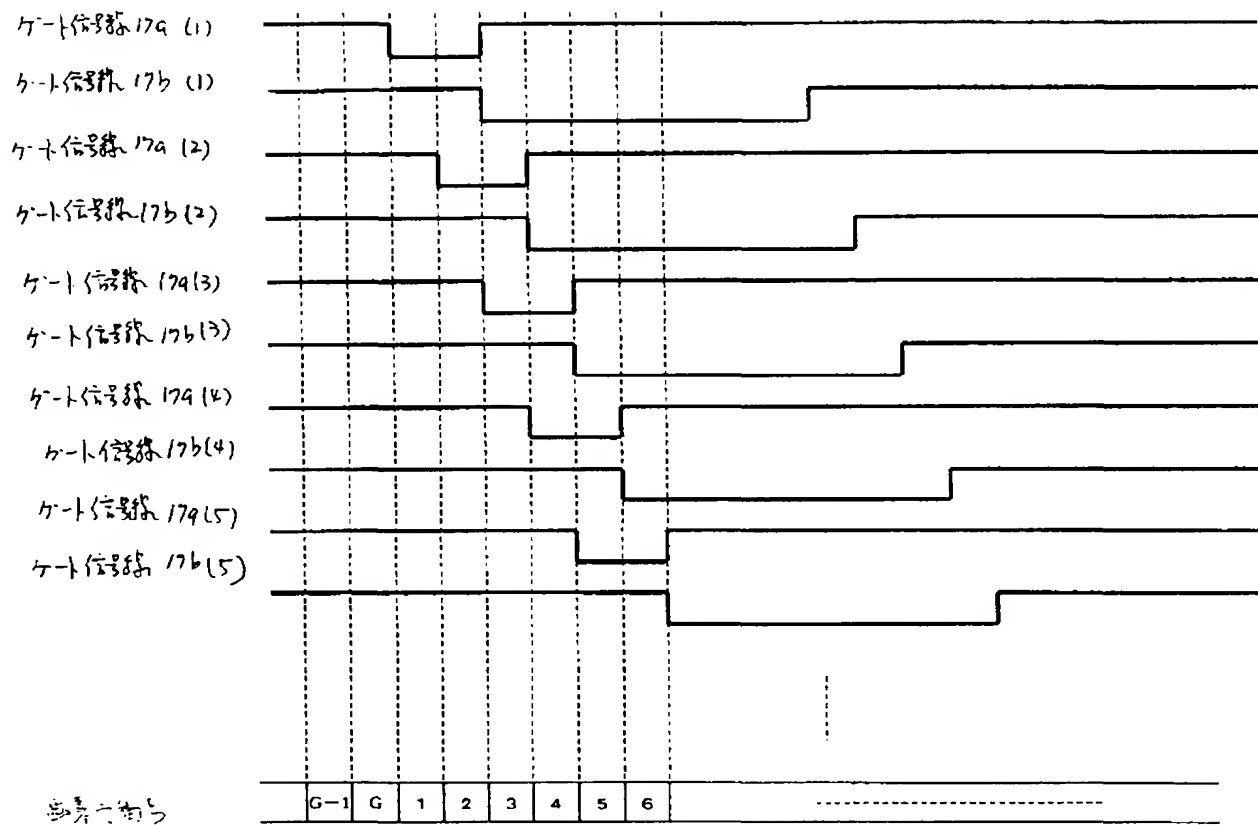 ゲート信号線 17a (1)
ゲート信号線 17b (1)
ゲート信号線 17a (2)
ゲート信号線 17b (2)
ゲート信号線 17a (3)
ゲート信号線 17b (3)
ゲート信号線 17a (4)
ゲート信号線 17b (4)
ゲート信号線 17a (5)
ゲート信号線 17b (5)
G-1 G 1 2 3 4 5 6